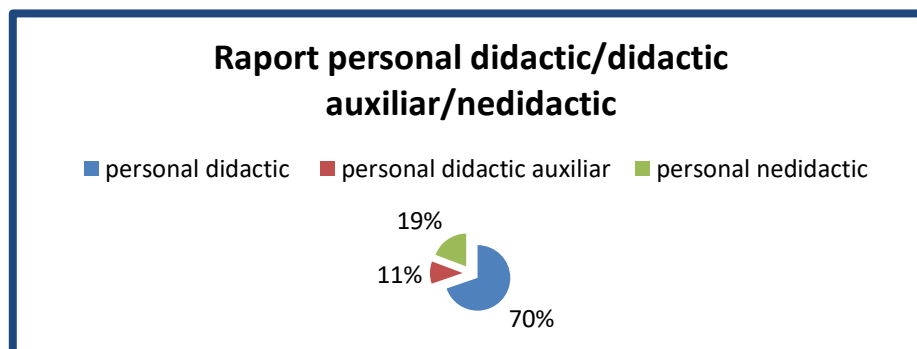 Raport personal didactic/didactic
auxiliar/nedidactic
personal didactic personal didactic auxiliar personal nedidactic
19%
11%
70%